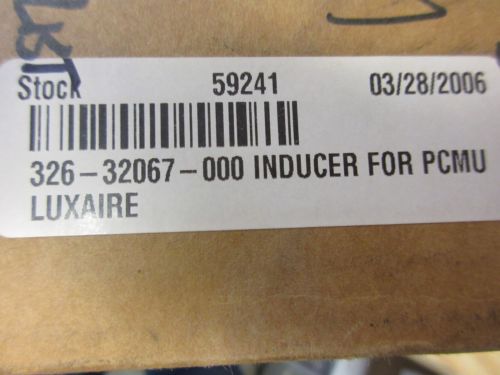 Stock 59241 03/28/2006
326-32067-000 INDUCER FOR PCMU
LUXAIRE